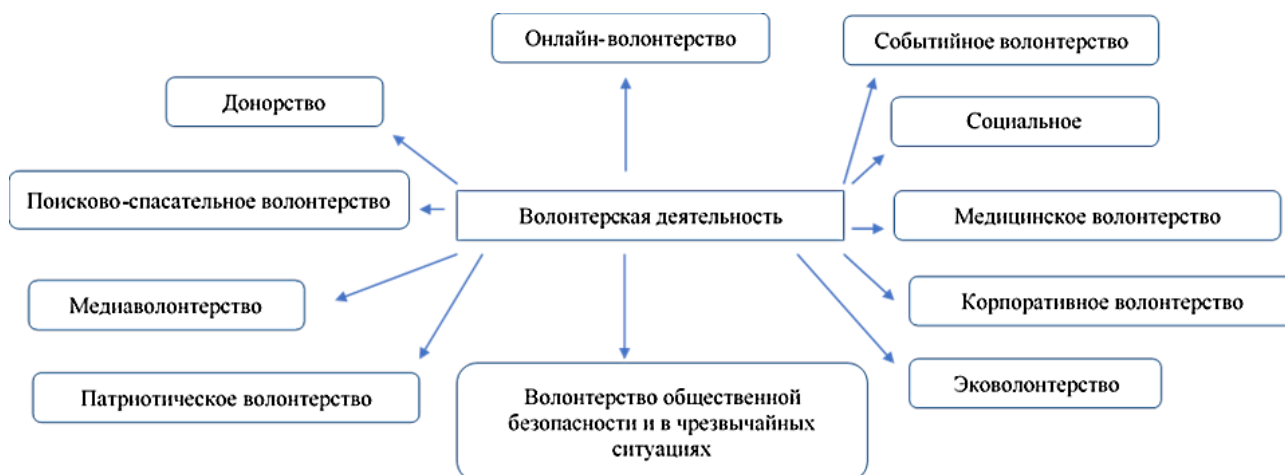 Онлайн-волонтерство
Событийное волонтерство
Донорство
Социальное
Поисково-спасательное волонтерство
Волонтерская деятельность
Медицинское волонтерство
Медиаволонтерство
Корпоративное волонтерство
Патриотическое волонтерство
Волонтерство общественной
безопасности и в чрезвычайных
ситуациях
Эковолонтерство